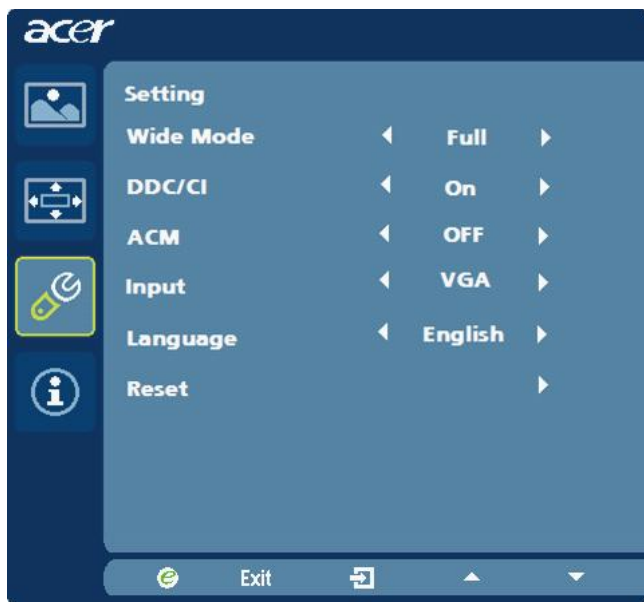 acer
Setting
Wide Mode Full
DDC/CI On
ACM OFF
Input VGA
Language English
Reset
e Exit